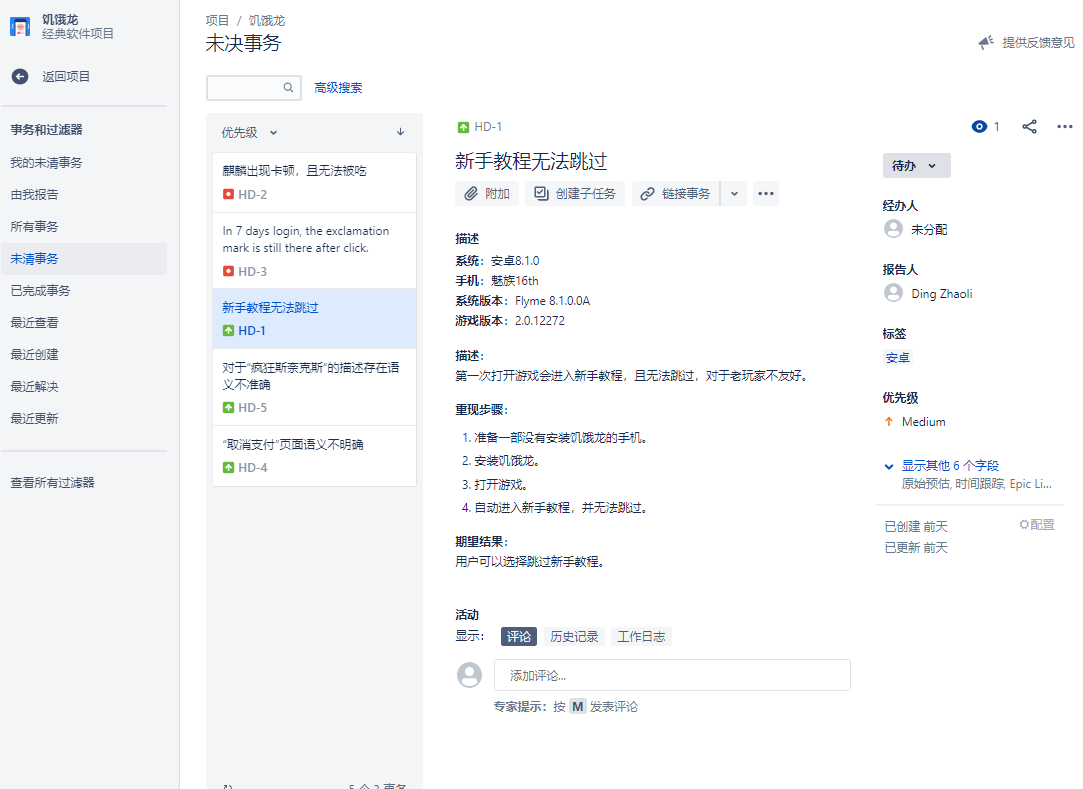 饥饿龙
经典软件项目
返回项目
事务和过滤器
我的未清事务
由我报告
所有事务
未清事务
已完成事务
最近查看
最近创建
最近解决
最近更新
查看所有过滤器
项目 / 饥饿龙
未决事务
提供反馈意见
高级搜索
优先级
麒麟出现卡顿，且无法被吃
HD-2
In 7 days login, the exclamation
mark is still there after click.
HD-3
新手教程无法跳过
HD-1
对于“疯狂斯奈克斯”的描述存在语
义不准确
HD-5
“取消支付”页面语义不明确
HD-4
HD-1
1
新手教程无法跳过
附加 创建子任务 链接事务
描述
系统：安卓8.1.0
手机：魅族16th
系统版本：Flyme 8.1.0.0A
游戏版本：2.0.12272
描述：
第一次打开游戏会进入新手教程，且无法跳过，对于老玩家不友好。
重现步骤：
1. 准备一部没有安装饥饿龙的手机。
2. 安装饥饿龙。
3. 打开游戏。
4. 自动进入新手教程，并无法跳过。
期望结果：
用户可以选择跳过新手教程。
活动
显示： 评论 历史记录 工作日志
添加评论...
专家提示：按 M 发表评论
待办
经办人
未分配
报告人
Ding Zhaoli
标签
安卓
优先级
Medium
显示其他 6 个字段
原始预估, 时间跟踪, Epic Li...
已创建 前天
配置
已更新 前天